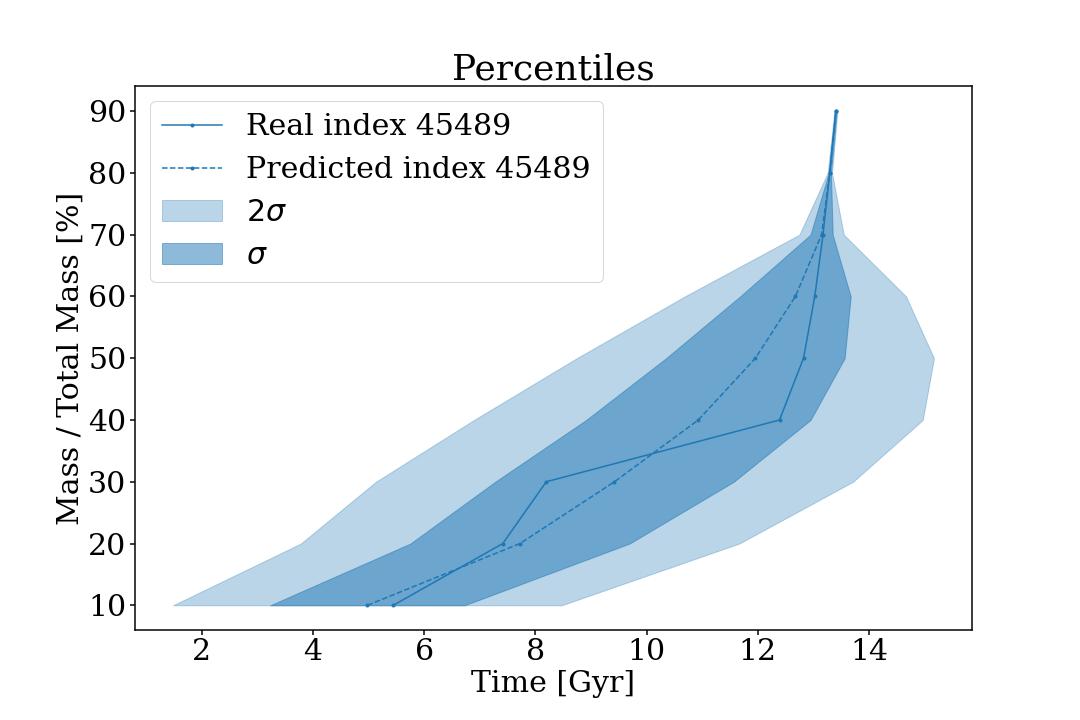 Percentiles
Real index 45489
Predicted index 45489
2σ
σ
Mass / Total Mass [%]
90
80
70
60
50
40
30
20
10
2 4 6 8 10 12 14
Time [Gyr]